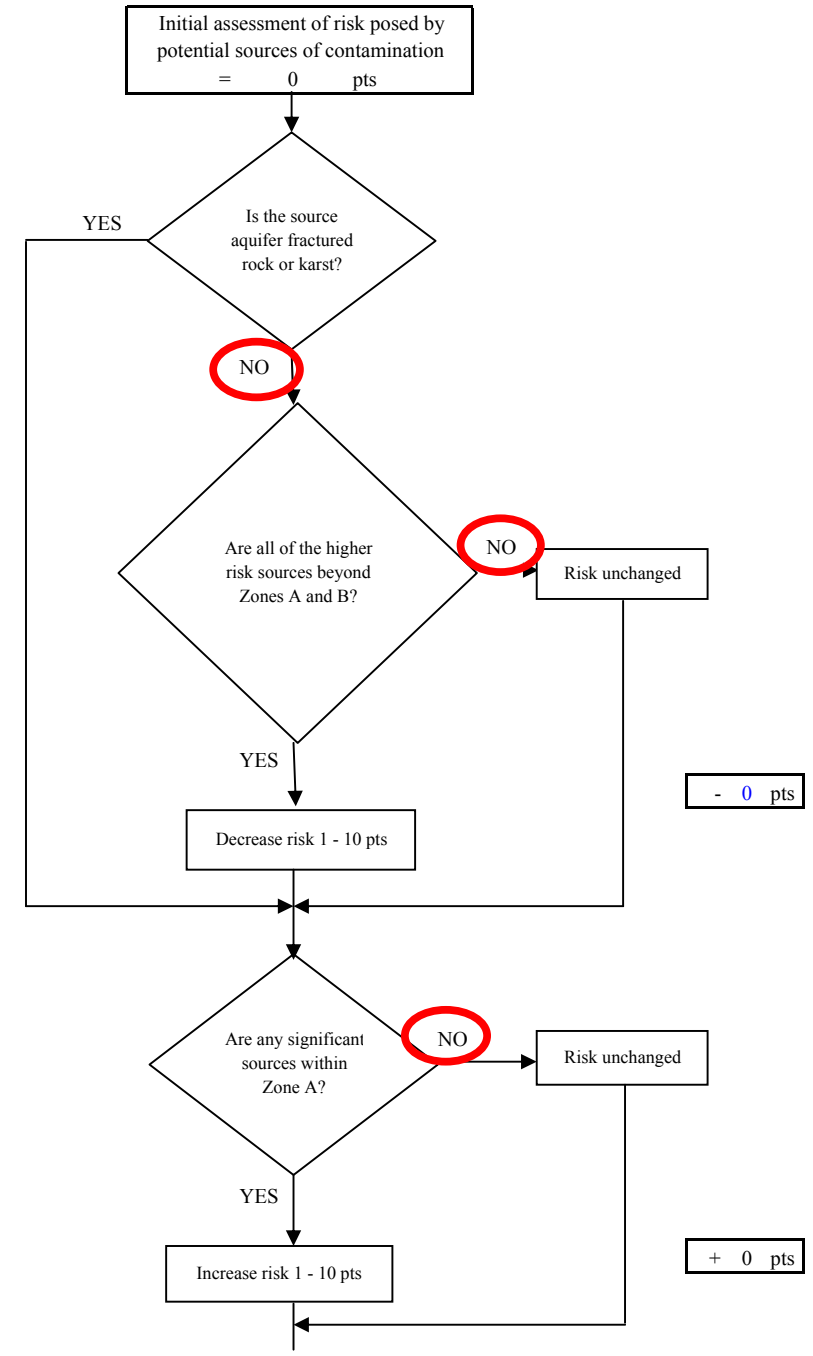 Initial assessment of risk posed by
potential sources of contamination
= 0 pts
YES
Is the source
aquifer fractured
rock or karst?
NO
Are all of the higher
risk sources beyond
Zones A and B?
NO
Risk unchanged
YES
- 0 pts
Decrease risk 1 - 10 pts
Are any significant
sources within
Zone A?
NO
Risk unchanged
YES
+ 0 pts
Increase risk 1 - 10 pts